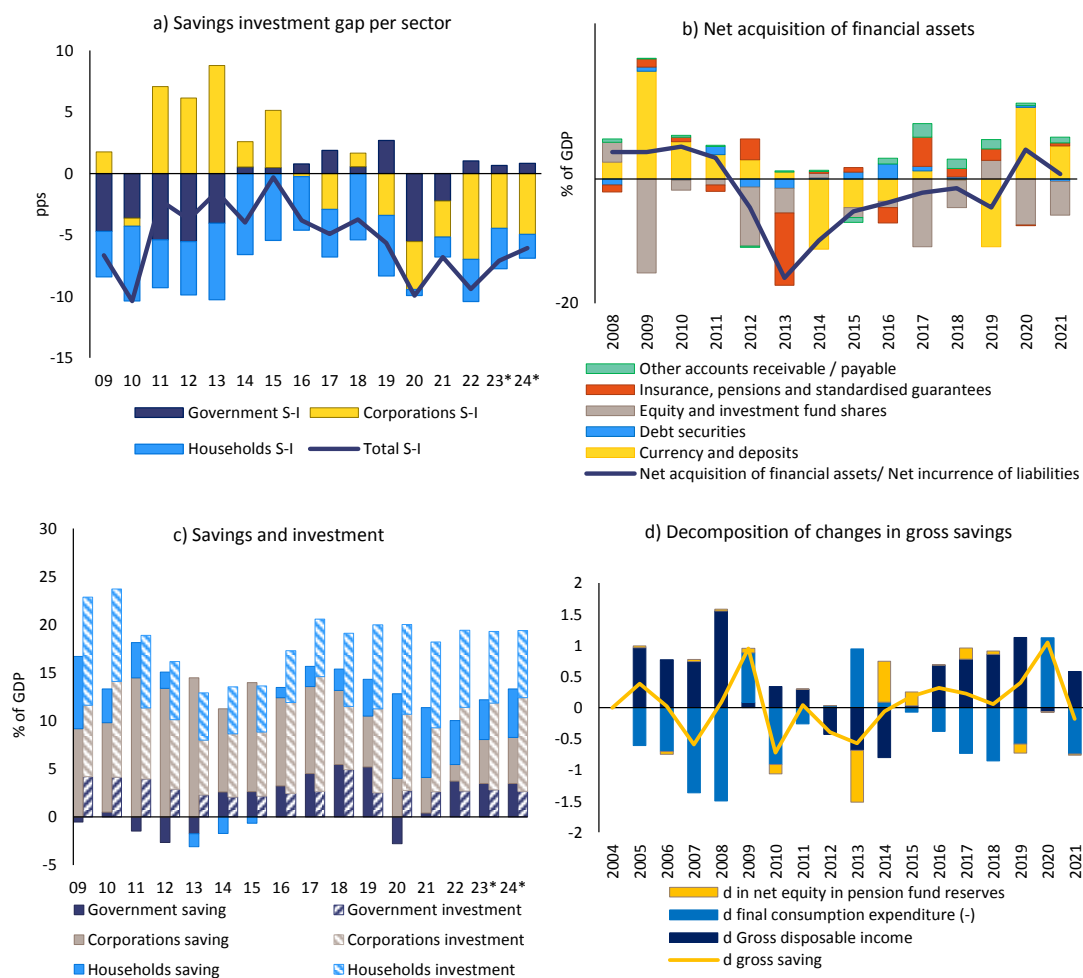 a) Savings investment gap per sector
10
5
0
-5
-10
-15
pps
09 10 11 12 13 14 15 16 17 18 19 20 21 22 23* 24*
Government S-I Corporations S-I
Households S-I Total S-I
b) Net acquisition of financial assets
% of GDP
-20
2008 2009 2010 2011 2012 2013 2014 2015 2016 2017 2018 2019 2020 2021
Other accounts receivable / payable
Insurance, pensions and standardised guarantees
Equity and investment fund shares
Debt securities
Currency and deposits
Net acquisition of financial assets/ Net incurrence of liabilities
c) Savings and investment
30
25
20
15
10
5
0
-5
% of GDP
09 10 11 12 13 14 15 16 17 18 19 20 21 22 23* 24*
Government saving Government investment
Corporations saving Corporations investment
Households saving Households investment
d) Decomposition of changes in gross savings
2
1.5
1
0.5
0
-0.5
-1
-1.5
-2
2004 2005 2006 2007 2008 2009 2010 2011 2012 2013 2014 2015 2016 2017 2018 2019 2020 2021
d in net equity in pension fund reserves
d final consumption expenditure (-)
d Gross disposable income
d gross saving